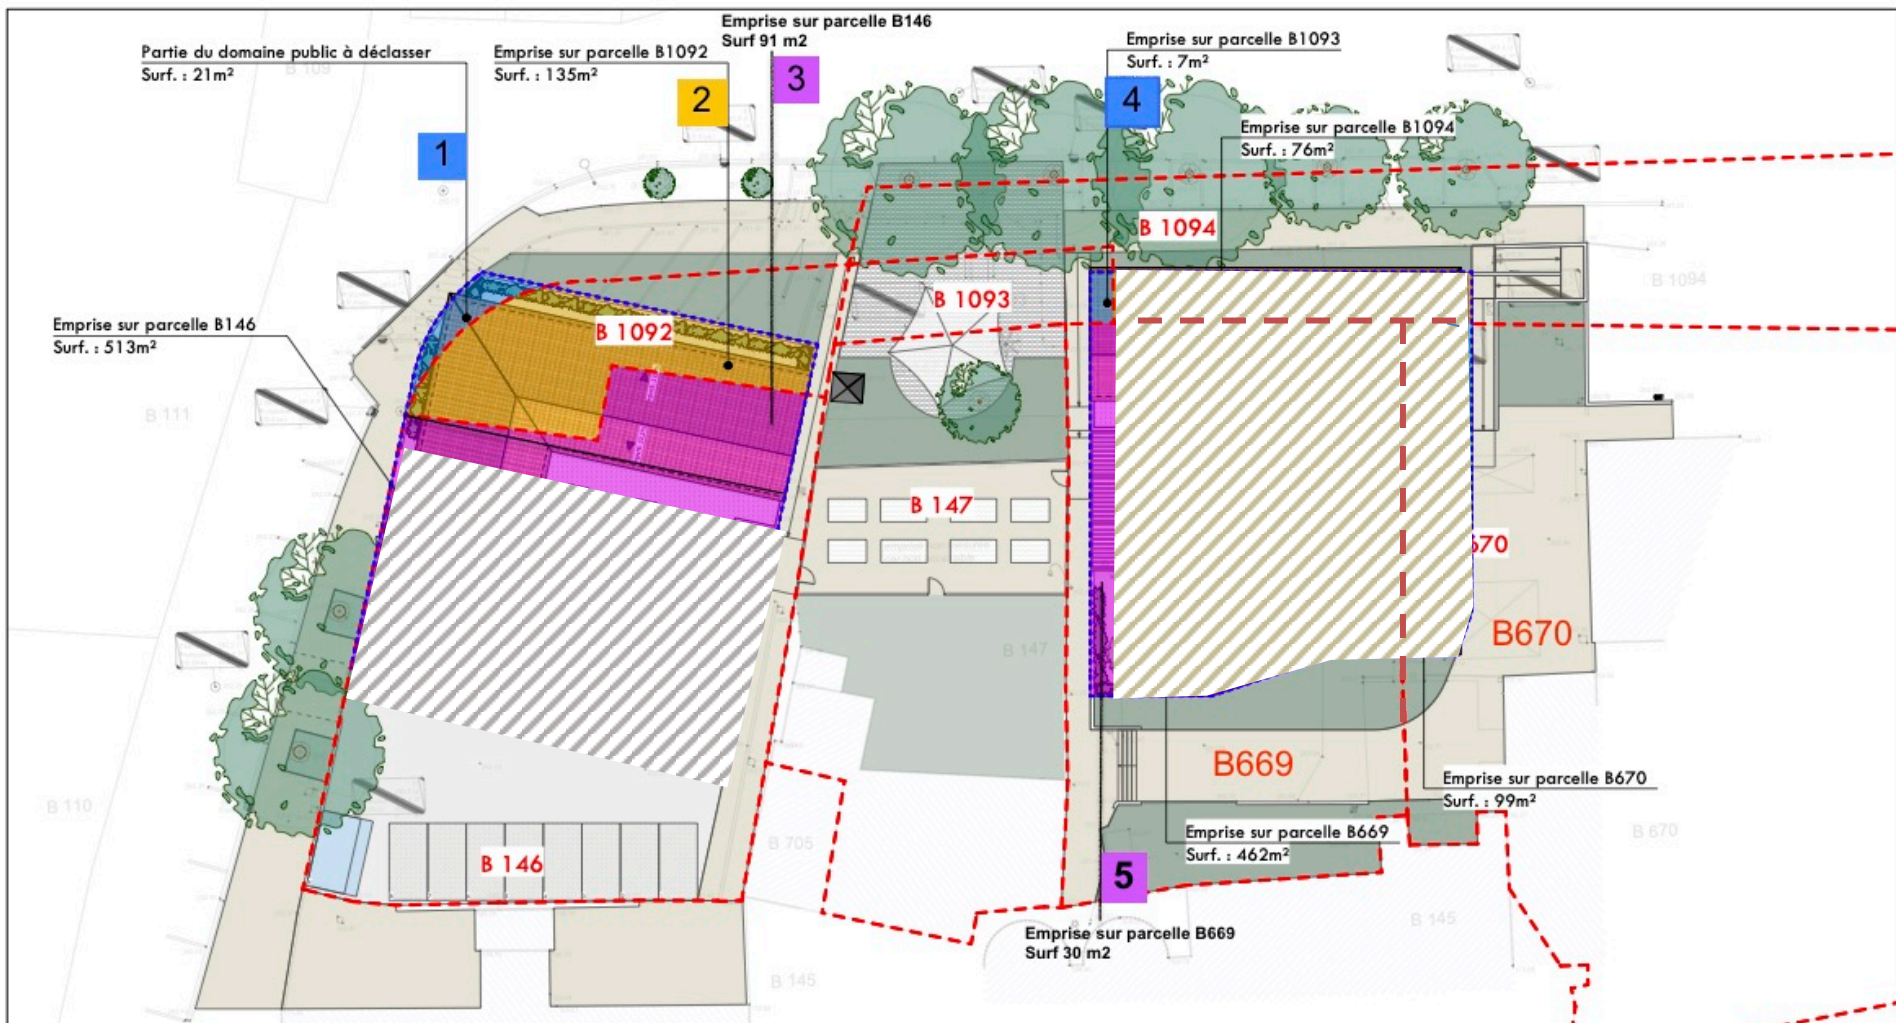 Emprise sur parcelle B146
Surf 91 m2
Partie du domaine public à déclasser
Surf. : 21m²
Emprise sur parcelle B1092
Surf. : 135m²
Emprise sur parcelle B1093
Surf. : 7m²
B 109
3
2
4
1
Emprise sur parcelle B1094
Surf. : 76m²
B 1094
B 1094
B 1093
B 1092
Emprise sur parcelle B146
Surf. : 513m²
B 111
B 147
670
B670
B 147
B669
Emprise sur parcelle B670
Surf. : 99m²
B 110
B 705
Emprise sur parcelle B669
Surf. : 462m²
B 670
B 146
5
B 145
Emprise sur parcelle B669
Surf 30 m2
B 145